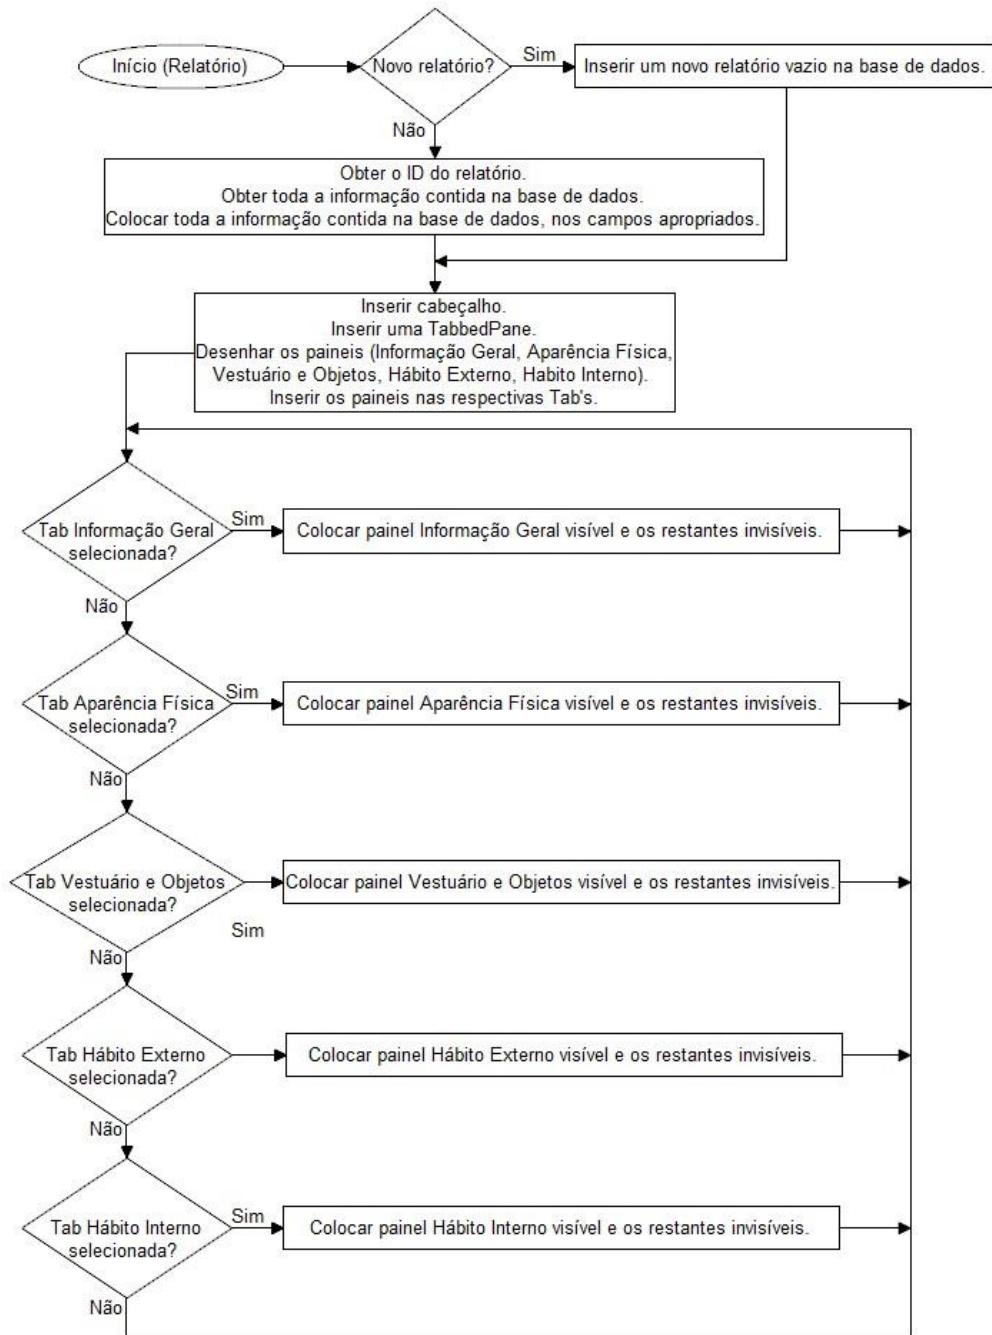 Início (Relatório)
Novo relatório?
Sim
Inserir um novo relatório vazio na base de dados.
Não
Obter o ID do relatório.
Obter toda a informação contida na base de dados.
Colocar toda a informação contida na base de dados, nos campos apropriados.
Inserir cabeçalho.
Inserir uma TabbedPane.
Desenhar os paineis (Informação Geral, Aparência Física,
Vestuário e Objetos, Hábito Externo, Habito Interno).
Inserir os paineis nas respectivas Tab's.
Tab Informação Geral
selecionada?
Sim
Colocar painel Informação Geral visível e os restantes invisíveis.
Não
Tab Aparência Física
selecionada?
Sim
Colocar painel Aparência Física visível e os restantes invisíveis.
Não
Tab Vestuário e Objetos
selecionada?
Colocar painel Vestuário e Objetos visível e os restantes invisíveis.
Sim
Não
Tab Hábito Externo
selecionada?
Colocar painel Hábito Externo visível e os restantes invisíveis.
Não
Tab Hábito Interno
selecionada?
Sim
Colocar painel Hábito Interno visível e os restantes invisíveis.
Não